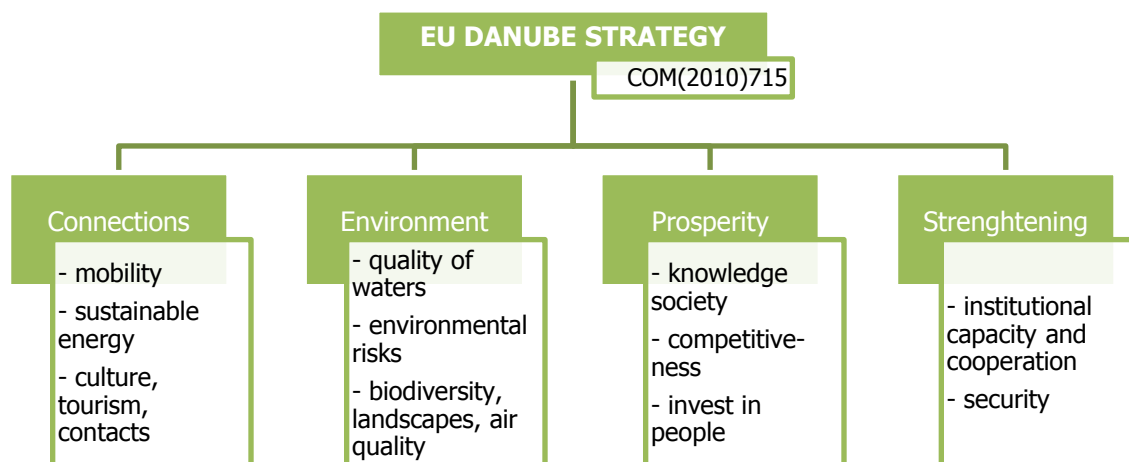 EU DANUBE STRATEGY
COM(2010)715
Connections
- mobility
- sustainable
energy
- culture,
tourism,
contacts
Environment
- quality of
waters
- environmental
risks
- biodiversity,
landscapes, air
quality
Prosperity
- knowledge
society
- competitive-
ness
- invest in
people
Strenghtening
- institutional
capacity and
cooperation
- security